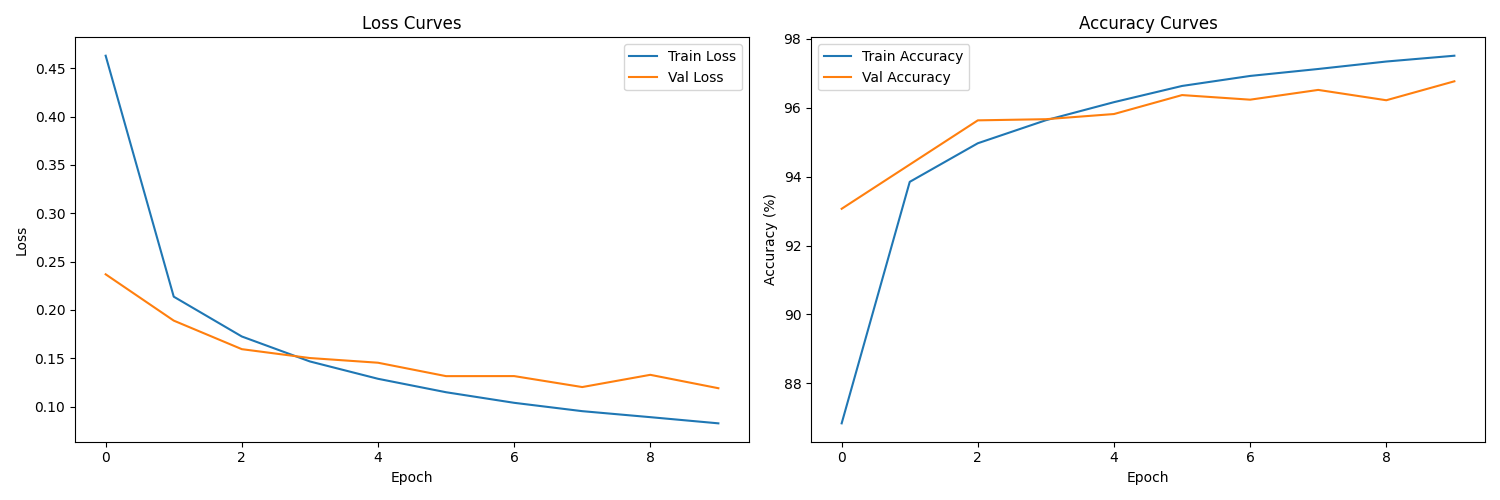 Loss Curves
Train Loss
Val Loss
0.45
0.40
0.35
0.30
0.25
0.20
0.15
0.10
Loss
0 2 4 6 8
Epoch
Accuracy Curves
Train Accuracy
Val Accuracy
98
96
94
92
90
88
Accuracy (%)
0 2 4 6 8
Epoch